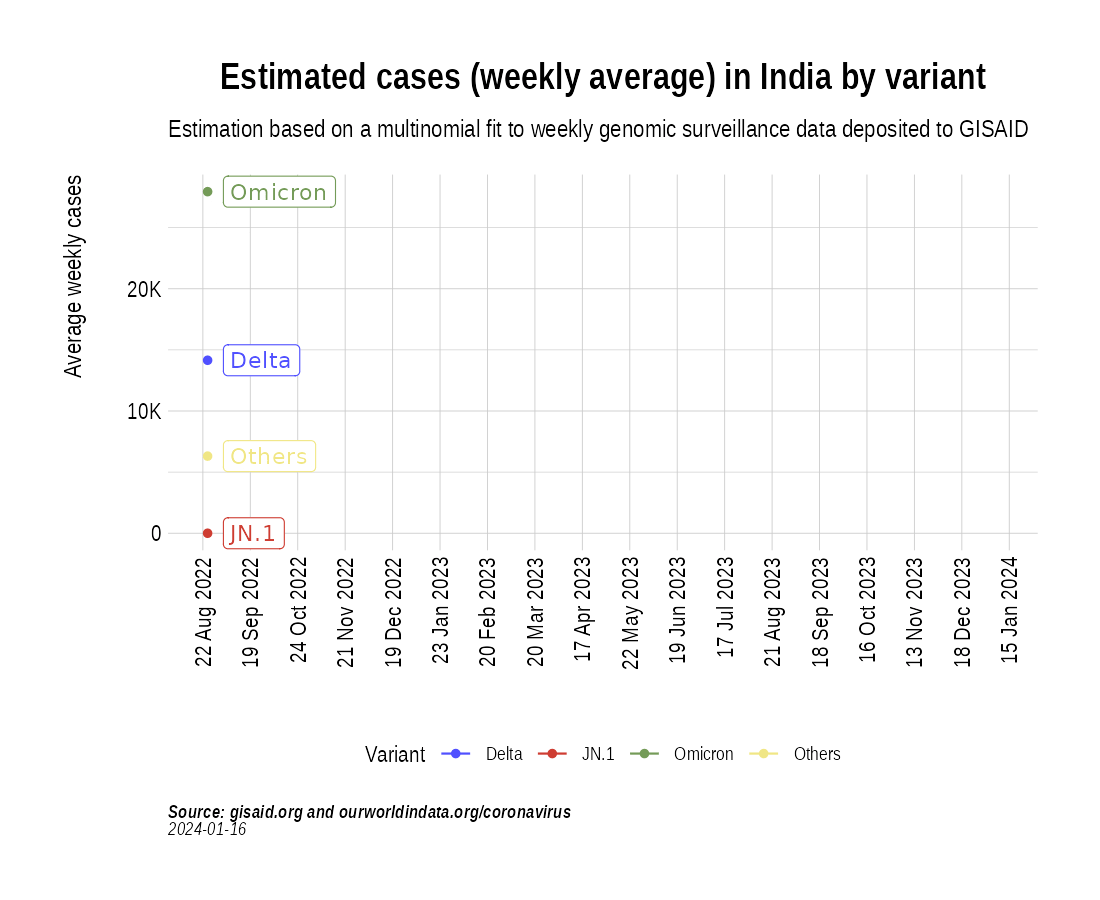 Estimated cases (weekly average) in India by variant
Estimation based on a multinomial fit to weekly genomic surveillance data deposited to GISAID
Average weekly cases
20K
10K
0
Omicron
Delta
Others
JN.1
22 Aug 2022
19 Sep 2022
24 Oct 2022
21 Nov 2022
19 Dec 2022
23 Jan 2023
20 Feb 2023
20 Mar 2023
17 Apr 2023
22 May 2023
19 Jun 2023
17 Jul 2023
21 Aug 2023
18 Sep 2023
16 Oct 2023
13 Nov 2023
18 Dec 2023
15 Jan 2024
Variant Delta JN.1 Omicron Others
Source: gisaid.org and ourworldindata.org/coronavirus
2024-01-16